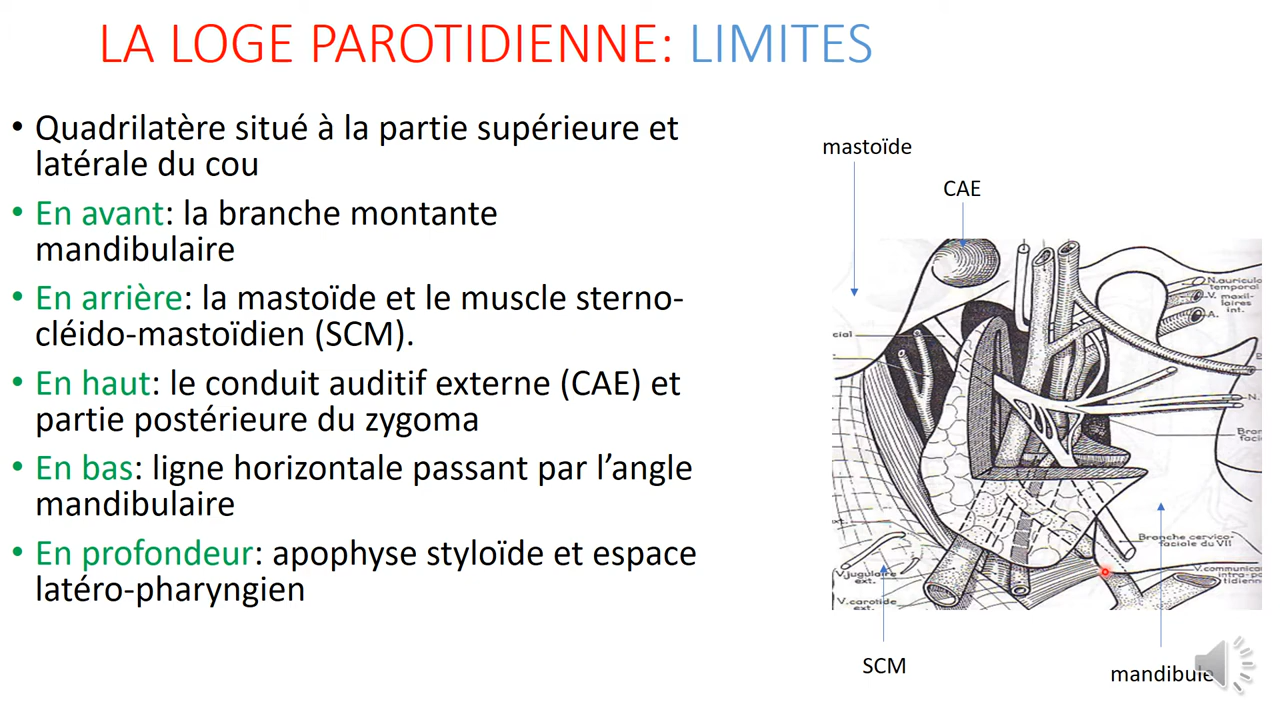 LA LOGE PAROTIDIENNE: LIMITES
• Quadrilatère situé à la partie supérieure et
latérale du cou
• En avant: la branche montante
mandibulaire
• En arrière: la mastoïde et le muscle sterno-
cléido-mastoïdien (SCM).
• En haut: le conduit auditif externe (CAE) et
partie postérieure du zygoma
• En bas: ligne horizontale passant par l’angle
mandibulaire
• En profondeur: apophyse styloïde et espace
latéro-pharyngien
mastoïde
CAE
N.auriculo
temporal
V. maxil-
laires
A. int.
cial
N.
Bran
facia
Branche cervico-
faciale du VII
V.jugulaire
ext.
V.communica
intra-pa
tidienne
V.carotide
ext.
SCM
mandibule